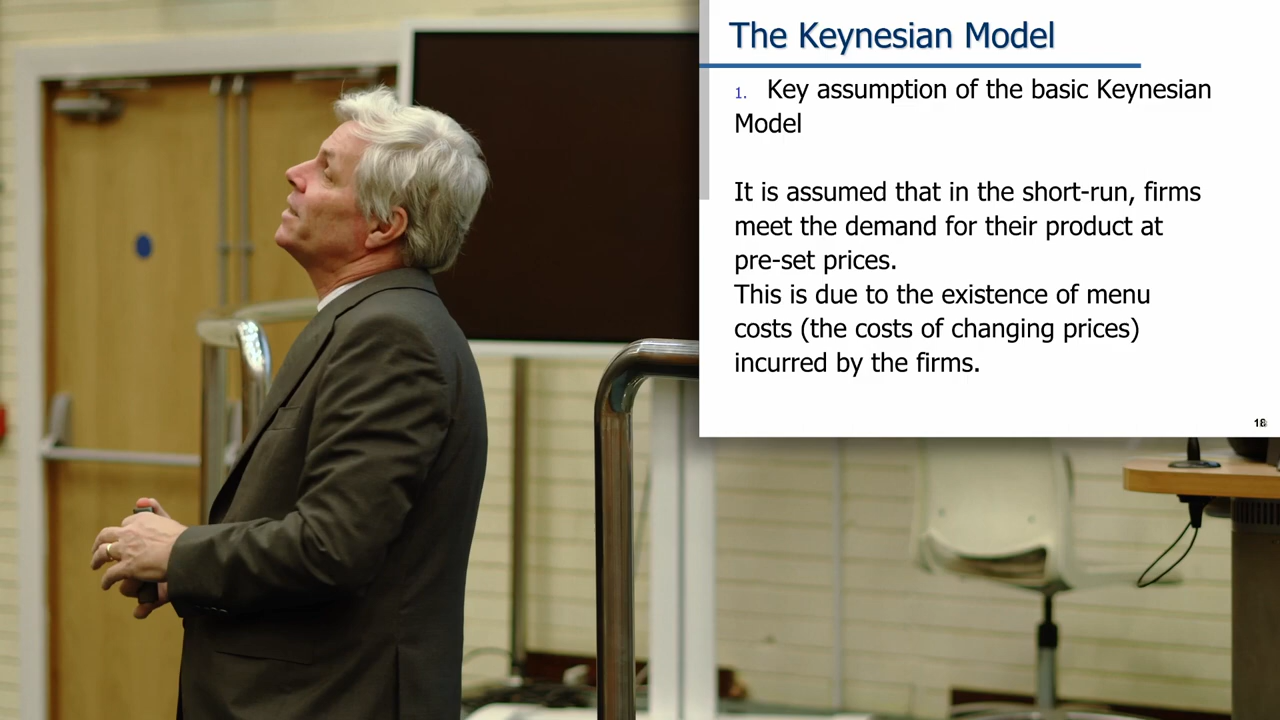 The Keynesian Model
1. Key assumption of the basic Keynesian
Model
It is assumed that in the short-run, firms
meet the demand for their product at
pre-set prices.
This is due to the existence of menu
costs (the costs of changing prices)
incurred by the firms.
18